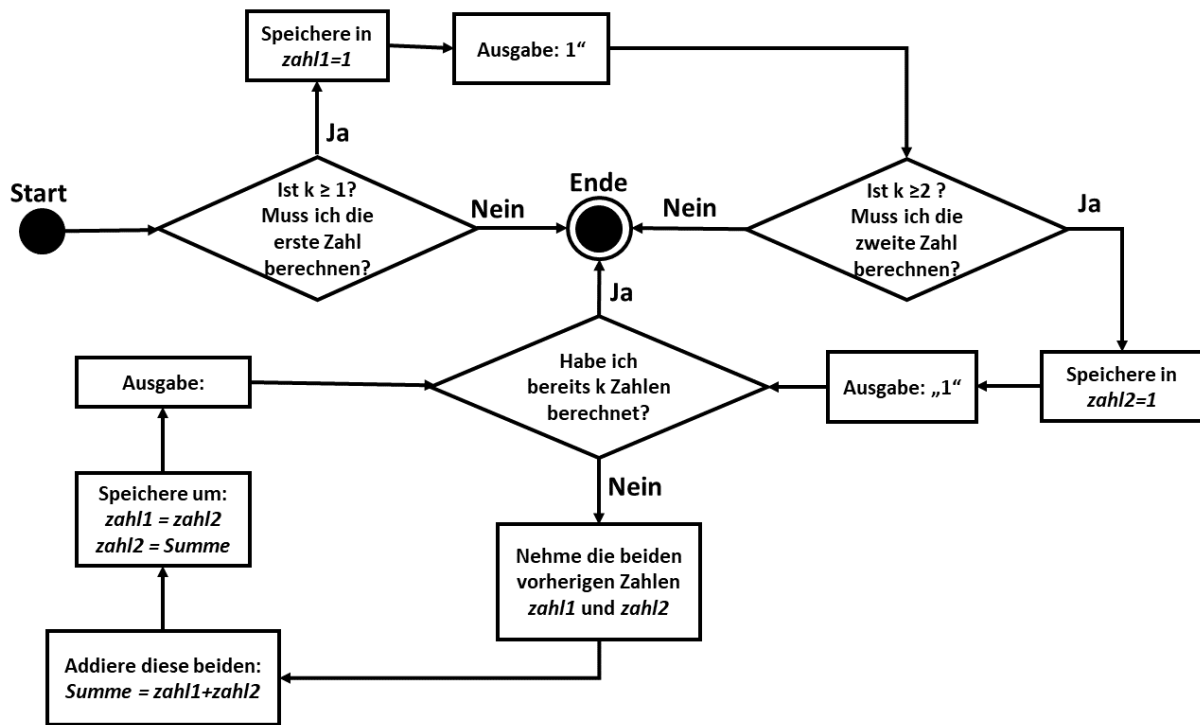 Start
Ist k ≥ 1?
Muss ich die
erste Zahl
berechnen?
Ja
Nein
Speichere in
zahl1=1
Ausgabe: 1“
Ist k ≥2 ?
Muss ich die
zweite Zahl
berechnen?
Nein
Ja
Ende
Speichere in
zahl2=1
Ausgabe: „1“
Habe ich
bereits k Zahlen
berechnet?
Ja
Nein
Nehme die beiden
vorherigen Zahlen
zahl1 und zahl2
Addiere diese beiden:
Summe = zahl1+zahl2
Speichere um:
zahl1 = zahl2
zahl2 = Summe
Ausgabe: